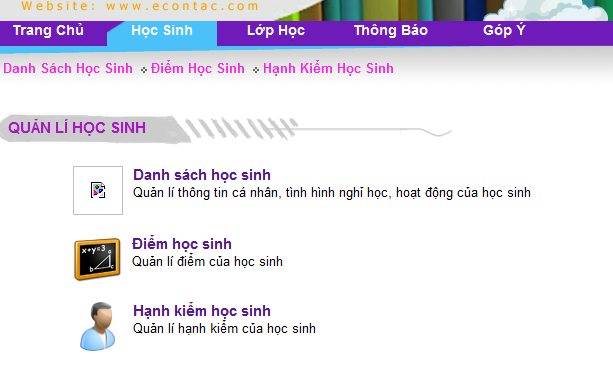 Website: www.econtac.com
Trang Chủ Học Sinh Lớp Học Thông Báo Góp Ý
Danh Sách Học Sinh Điểm Học Sinh Hạnh Kiểm Học Sinh
QUẢN LÍ HỌC SINH
Danh sách học sinh
Quản lí thông tin cá nhân, tình hình nghỉ học, hoạt động của học sinh
x+y=3 a
b c
Điểm học sinh
Quản lí điểm của học sinh
Hạnh kiểm học sinh
Quản lí hạnh kiểm của học sinh